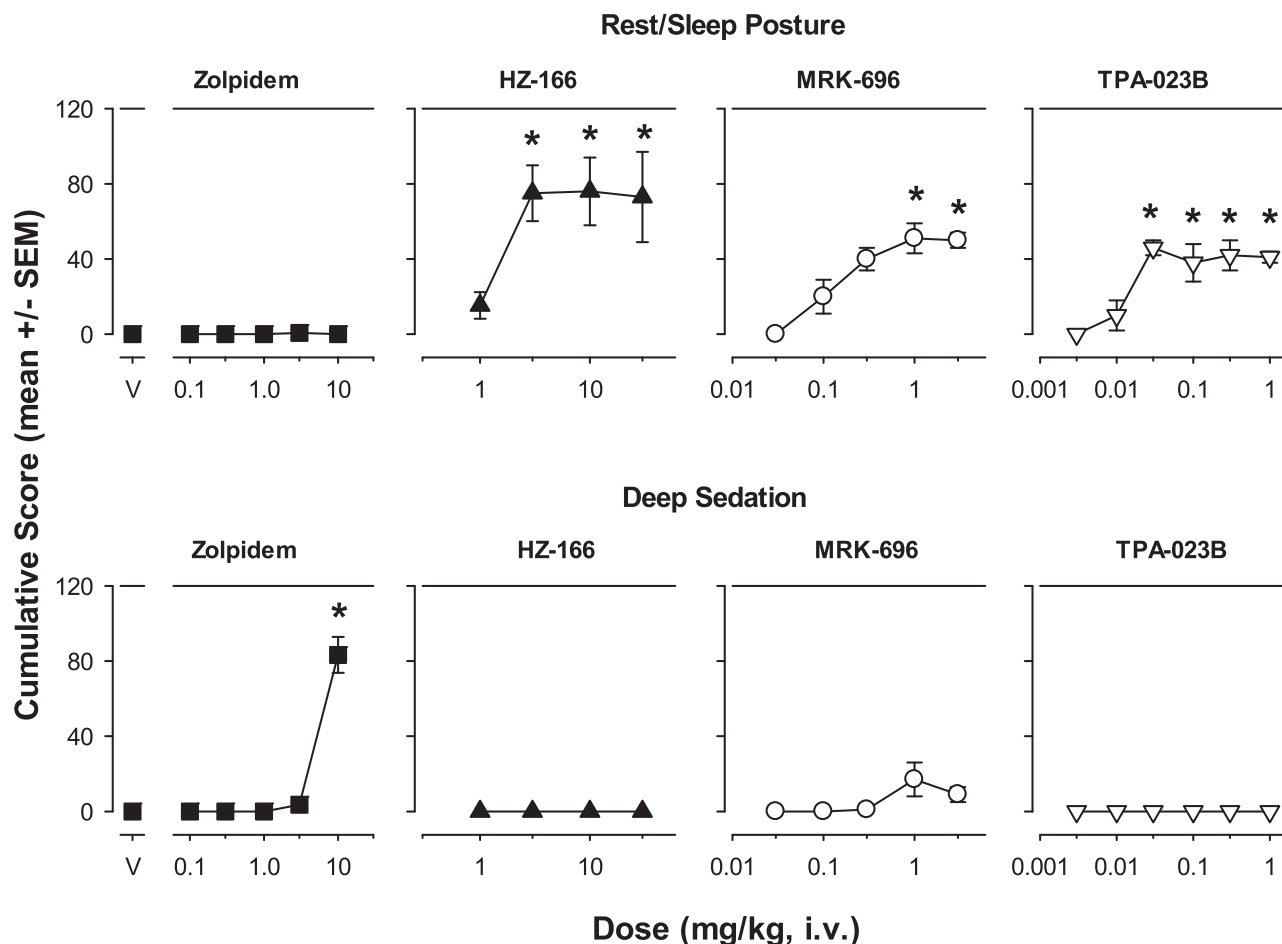 Rest/Sleep Posture
Zolpidem HZ-166 MRK-696 TPA-023B
120
* * * * * * * * *
80
40
0
V 0.1 1.0 10 1 10 0.01 0.1 1 0.001 0.01 0.1 1
Cumulative Score (mean +/- SEM)
Deep Sedation
Zolpidem HZ-166 MRK-696 TPA-023B
120
*
80
40
0
V 0.1 1.0 10 1 10 0.01 0.1 1 0.001 0.01 0.1 1
Dose (mg/kg, i.v.)